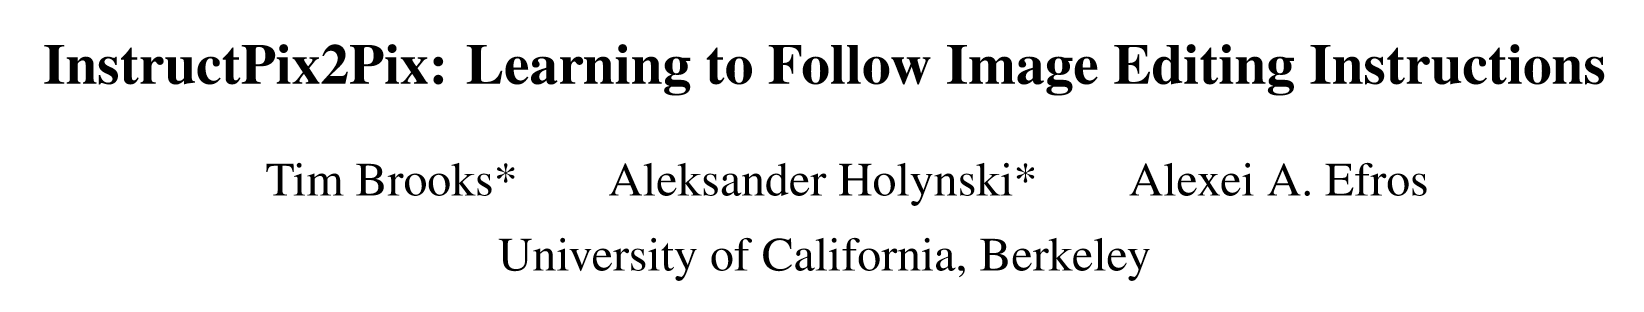 InstructPix2Pix: Learning to Follow Image Editing Instructions
Tim Brooks* Aleksander Holynski* Alexei A. Efros
University of California, Berkeley